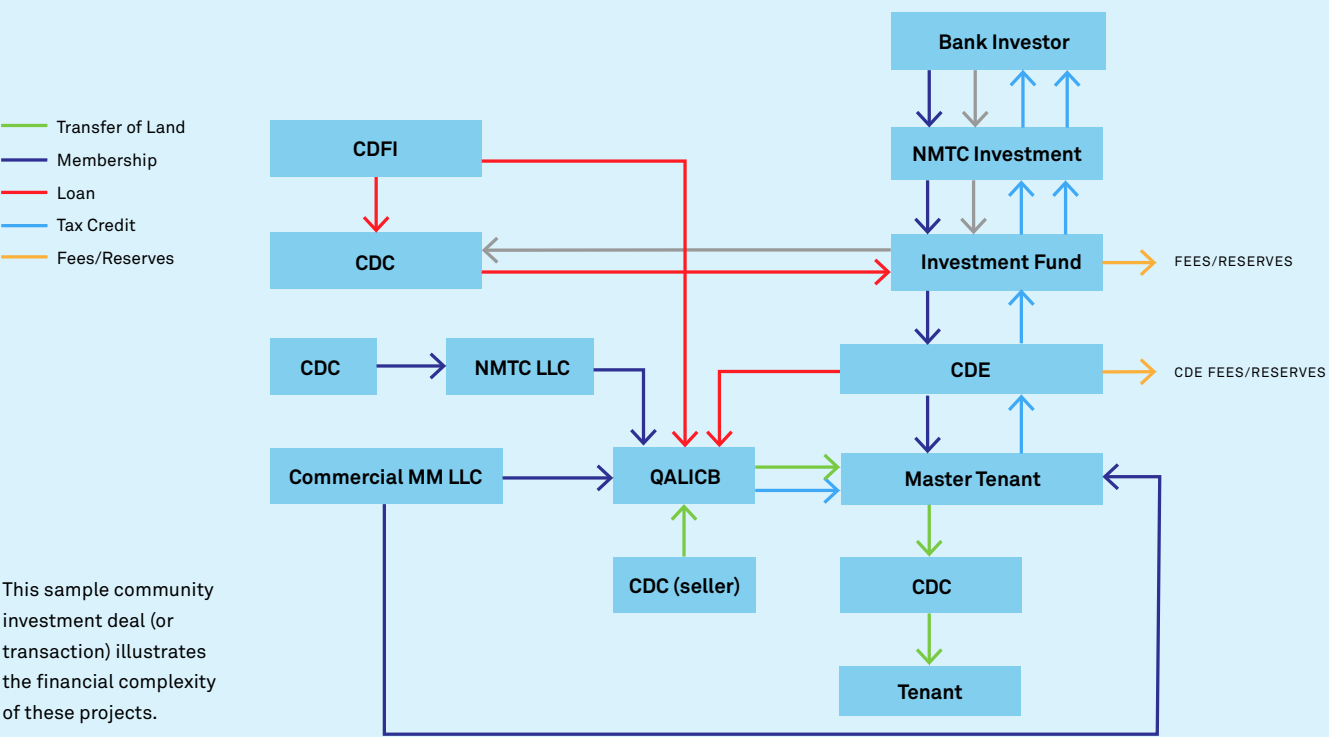 Bank Investor
Transfer of Land
Membership
Loan
Tax Credit
Fees/Reserves
CDFI
NMTC Investment
CDC
Investment Fund
FEES/RESERVES
CDC
NMTC LLC
CDE
CDE FEES/RESERVES
Commercial MM LLC
QALICB
Master Tenant
CDC (seller)
CDC
Tenant
This sample community
investment deal (or
transaction) illustrates
the financial complexity
of these projects.